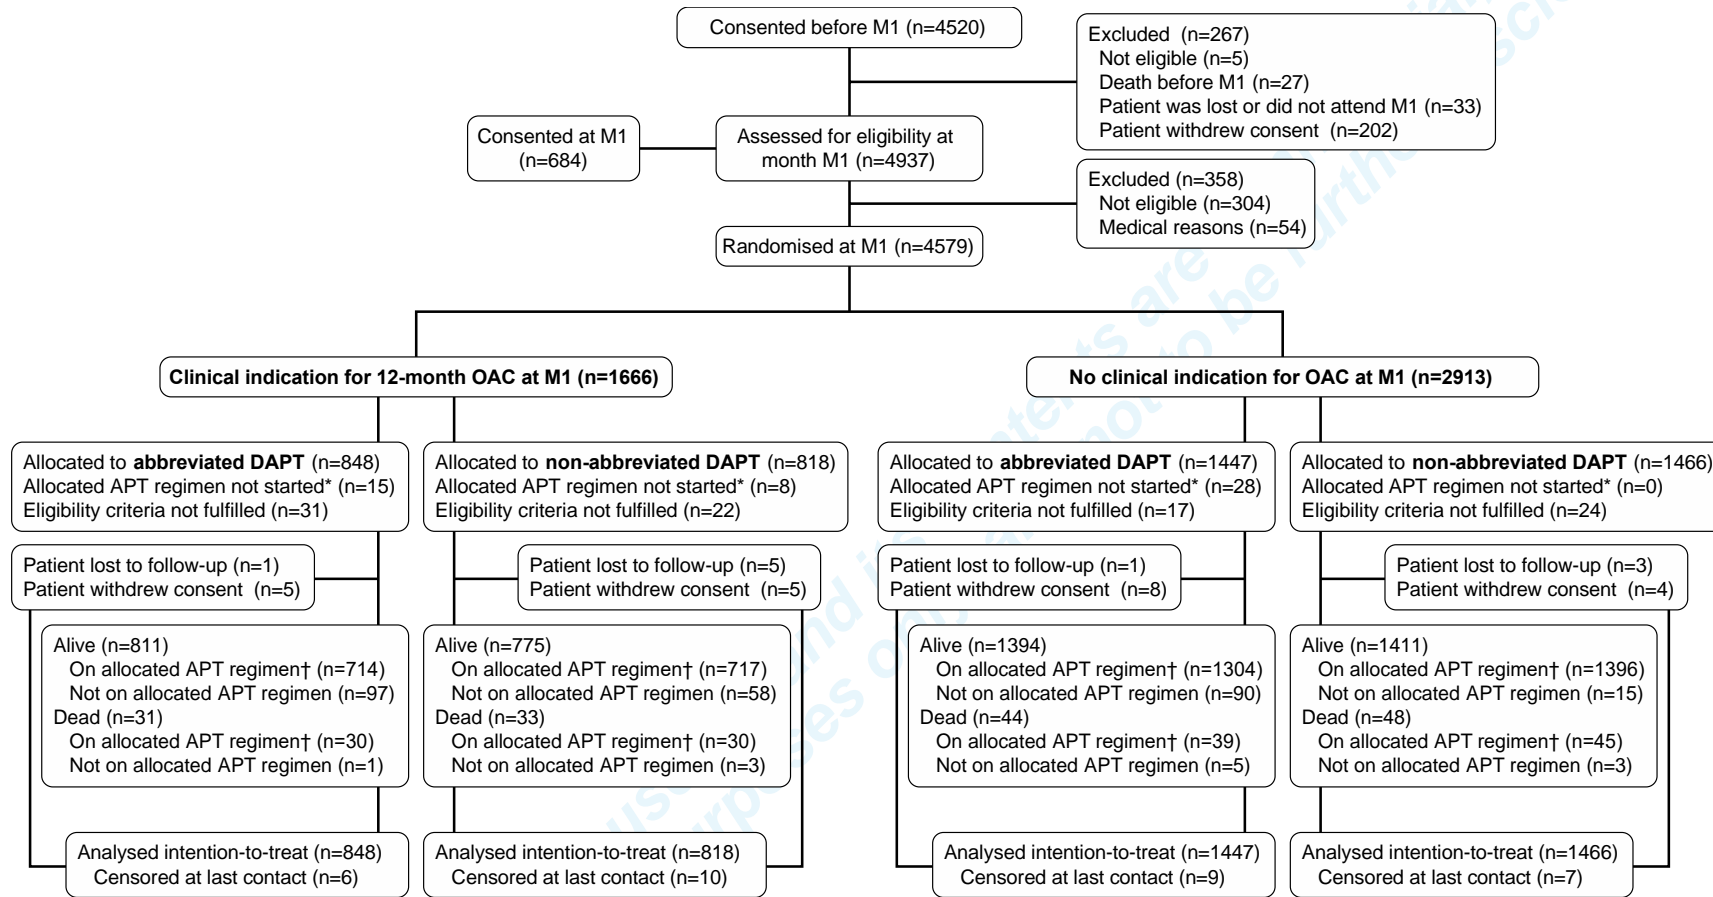 Consented before M1 (n=4520)
Excluded (n=267)
Not eligible (n=5)
Death before M1 (n=27)
Patient was lost or did not attend M1 (n=33)
Patient withdrew consent (n=202)
Consented at M1
(n=684)
Assessed for eligibility at
month M1 (n=4937)
Excluded (n=358)
Not eligible (n=304)
Medical reasons (n=54)
Randomised at M1 (n=4579)
Clinical indication for 12-month OAC at M1 (n=1666)
No clinical indication for OAC at M1 (n=2913)
Allocated to abbreviated DAPT (n=848)
Allocated APT regimen not started* (n=15)
Eligibility criteria not fulfilled (n=31)
Allocated to non-abbreviated DAPT (n=818)
Allocated APT regimen not started* (n=8)
Eligibility criteria not fulfilled (n=22)
Allocated to abbreviated DAPT (n=1447)
Allocated APT regimen not started* (n=28)
Eligibility criteria not fulfilled (n=17)
Allocated to non-abbreviated DAPT (n=1466)
Allocated APT regimen not started* (n=0)
Eligibility criteria not fulfilled (n=24)
Patient lost to follow-up (n=1)
Patient withdrew consent (n=5)
Patient lost to follow-up (n=5)
Patient withdrew consent (n=5)
Patient lost to follow-up (n=1)
Patient withdrew consent (n=8)
Patient lost to follow-up (n=3)
Patient withdrew consent (n=4)
Alive (n=811)
On allocated APT regimen† (n=714)
Not on allocated APT regimen (n=97)
Dead (n=31)
On allocated APT regimen† (n=30)
Not on allocated APT regimen (n=1)
Alive (n=775)
On allocated APT regimen† (n=717)
Not on allocated APT regimen (n=58)
Dead (n=33)
On allocated APT regimen† (n=30)
Not on allocated APT regimen (n=3)
Alive (n=1394)
On allocated APT regimen† (n=1304)
Not on allocated APT regimen (n=90)
Dead (n=44)
On allocated APT regimen† (n=39)
Not on allocated APT regimen (n=5)
Alive (n=1411)
On allocated APT regimen† (n=1396)
Not on allocated APT regimen (n=15)
Dead (n=48)
On allocated APT regimen† (n=45)
Not on allocated APT regimen (n=3)
Analysed intention-to-treat (n=848)
Censored at last contact (n=6)
Analysed intention-to-treat (n=818)
Censored at last contact (n=10)
Analysed intention-to-treat (n=1447)
Censored at last contact (n=9)
Analysed intention-to-treat (n=1466)
Censored at last contact (n=7)